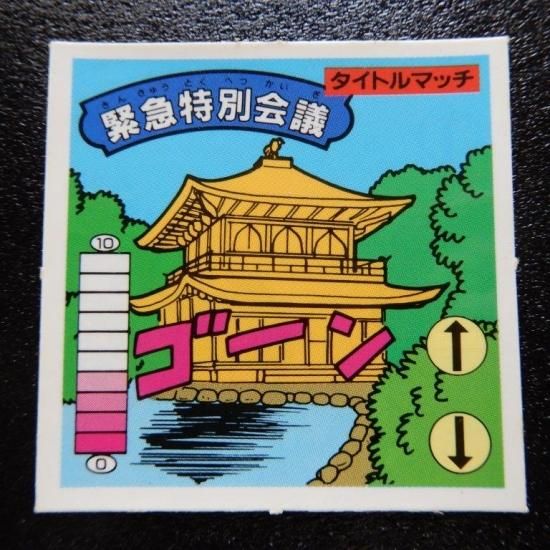 タイトルマッチ
きんきゅうとくべつかいぎ
緊急特別会議
10
ゴーン
0